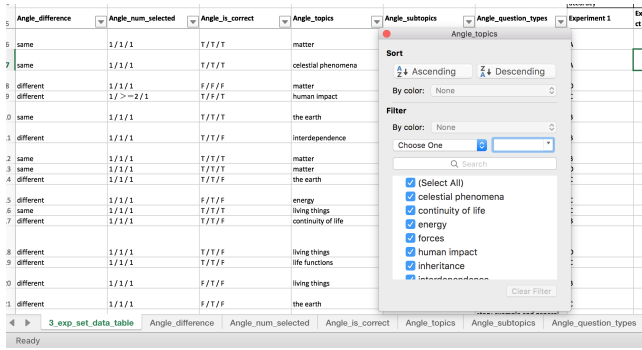 Angle_difference Angle_num_selected Angle_is_correct Angle_topics Angle_subtopics Angle_question_types Experiment 1
same 1 / 1 / 1 T / T / T matter
same 1 / 1 / 1 T / T / T celestial phenomena
different 1 / 1 / 1 F / F / F matter
different 1 / >=2 / 1 T / F / T human impact
same 1 / 1 / 1 T / T / T the earth
different 1 / 1 / 1 T / T / F interdependence
same 1 / 1 / 1 T / T / T matter
same 1 / 1 / 1 T / T / T matter
different 1 / 1 / 1 T / T / F the earth
different 1 / 1 / 1 F / T / F energy
same 1 / 1 / 1 T / T / T living things
different 1 / 1 / 1 T / T / F continuity of life
different 1 / 1 / 1 T / T / F living things
different 1 / 1 / 1 T / T / F life functions
different 1 / 1 / 1 F / T / F living things
different 1 / 1 / 1 F / T / F the earth
Angle_topics
Sort
Ascending Descending
By color: None
Filter
By color: None
Choose One
Search
(Select All)
celestial phenomena
continuity of life
energy
forces
human impact
inheritance
interdependence
Clear Filter
3_exp_set_data_table Angle_difference Angle_num_selected Angle_is_correct Angle_topics Angle_subtopics Angle_question_types
Ready